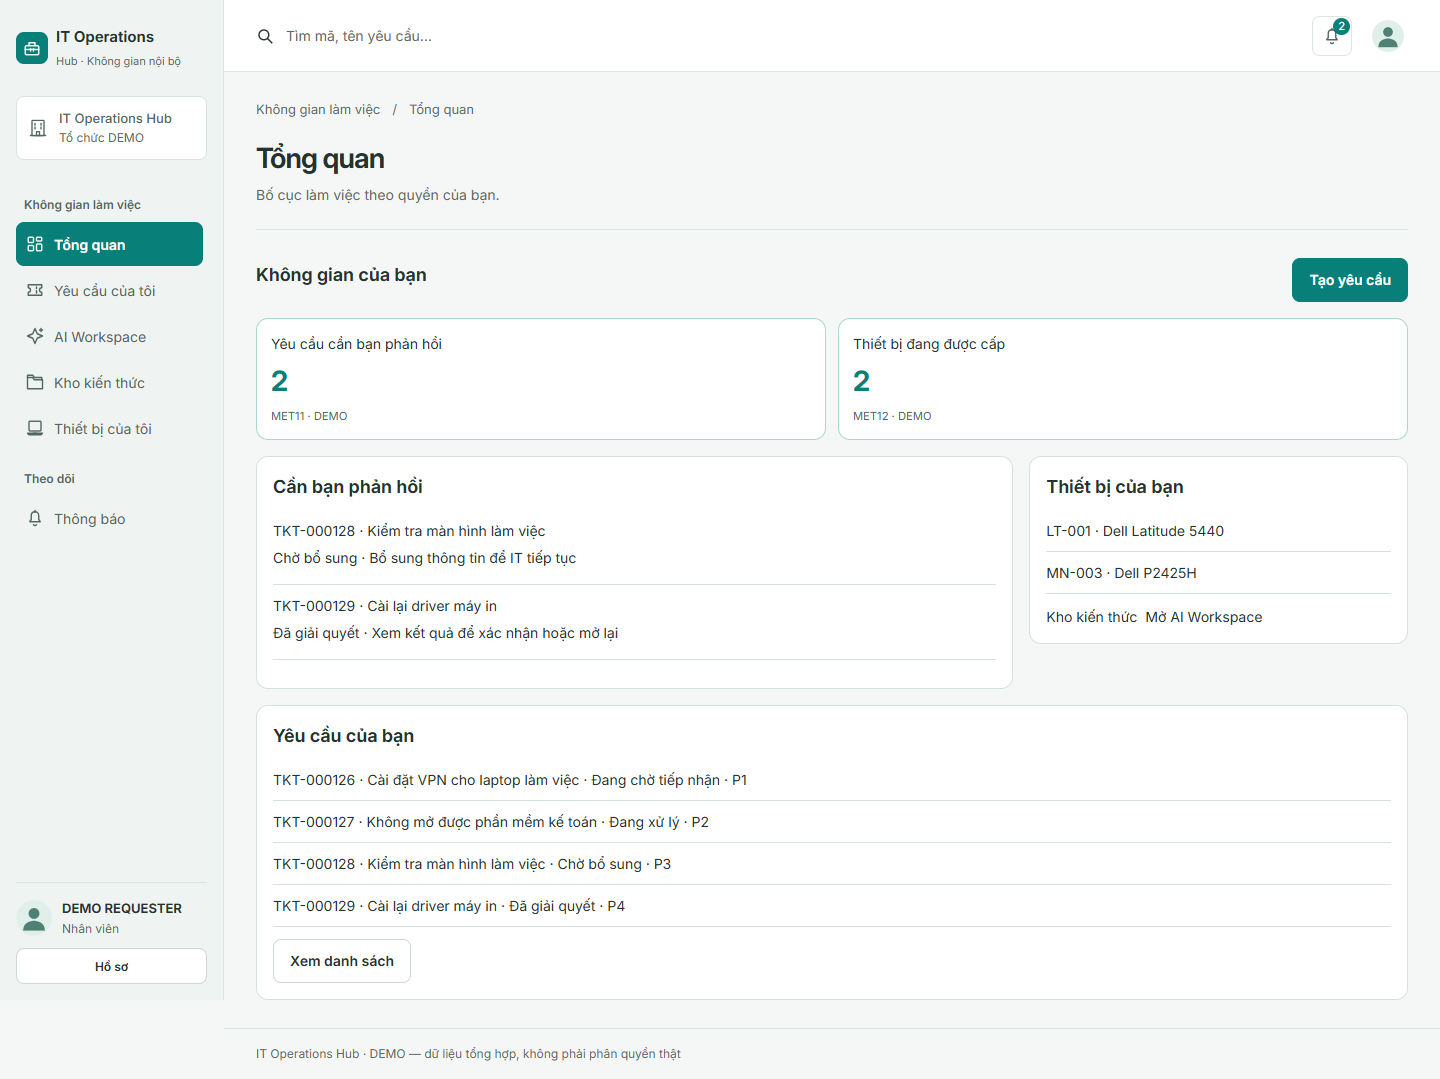 IT Operations
Hub · Không gian nội bộ
IT Operations Hub
Tổ chức DEMO
Không gian làm việc
Tổng quan
Yêu cầu của tôi
AI Workspace
Kho kiến thức
Thiết bị của tôi
Theo dõi
Thông báo
DEMO REQUESTER
Nhân viên
Hồ sơ
Tìm mã, tên yêu cầu...
2
Không gian làm việc / Tổng quan
Tổng quan
Bố cục làm việc theo quyền của bạn.
Không gian của bạn
Tạo yêu cầu
Yêu cầu cần bạn phản hồi
2
MET11 · DEMO
Thiết bị đang được cấp
2
MET12 · DEMO
Cần bạn phản hồi
TKT-000128 · Kiểm tra màn hình làm việc
Chờ bổ sung · Bổ sung thông tin để IT tiếp tục
TKT-000129 · Cài lại driver máy in
Đã giải quyết · Xem kết quả để xác nhận hoặc mở lại
Thiết bị của bạn
LT-001 · Dell Latitude 5440
MN-003 · Dell P2425H
Kho kiến thức Mở AI Workspace
Yêu cầu của bạn
TKT-000126 · Cài đặt VPN cho laptop làm việc · Đang chờ tiếp nhận · P1
TKT-000127 · Không mở được phần mềm kế toán · Đang xử lý · P2
TKT-000128 · Kiểm tra màn hình làm việc · Chờ bổ sung · P3
TKT-000129 · Cài lại driver máy in · Đã giải quyết · P4
Xem danh sách
IT Operations Hub · DEMO — dữ liệu tổng hợp, không phải phân quyền thật